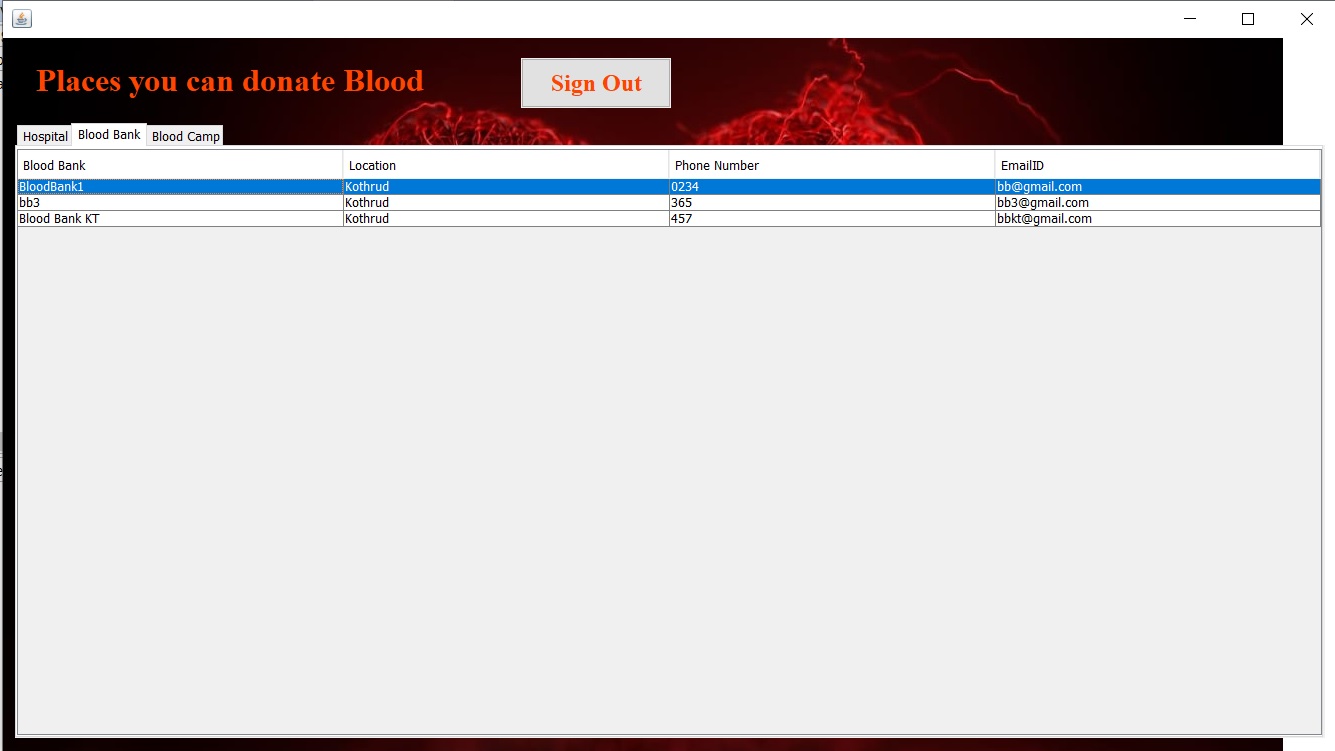 Places you can donate Blood Sign Out
Hospital Blood Bank Blood Camp
Blood Bank Location Phone Number EmailID
BloodBank1 Kothrud 0234 bb@gmail.com
bb3 Kothrud 365 bb3@gmail.com
Blood Bank KT Kothrud 457 bbkt@gmail.com